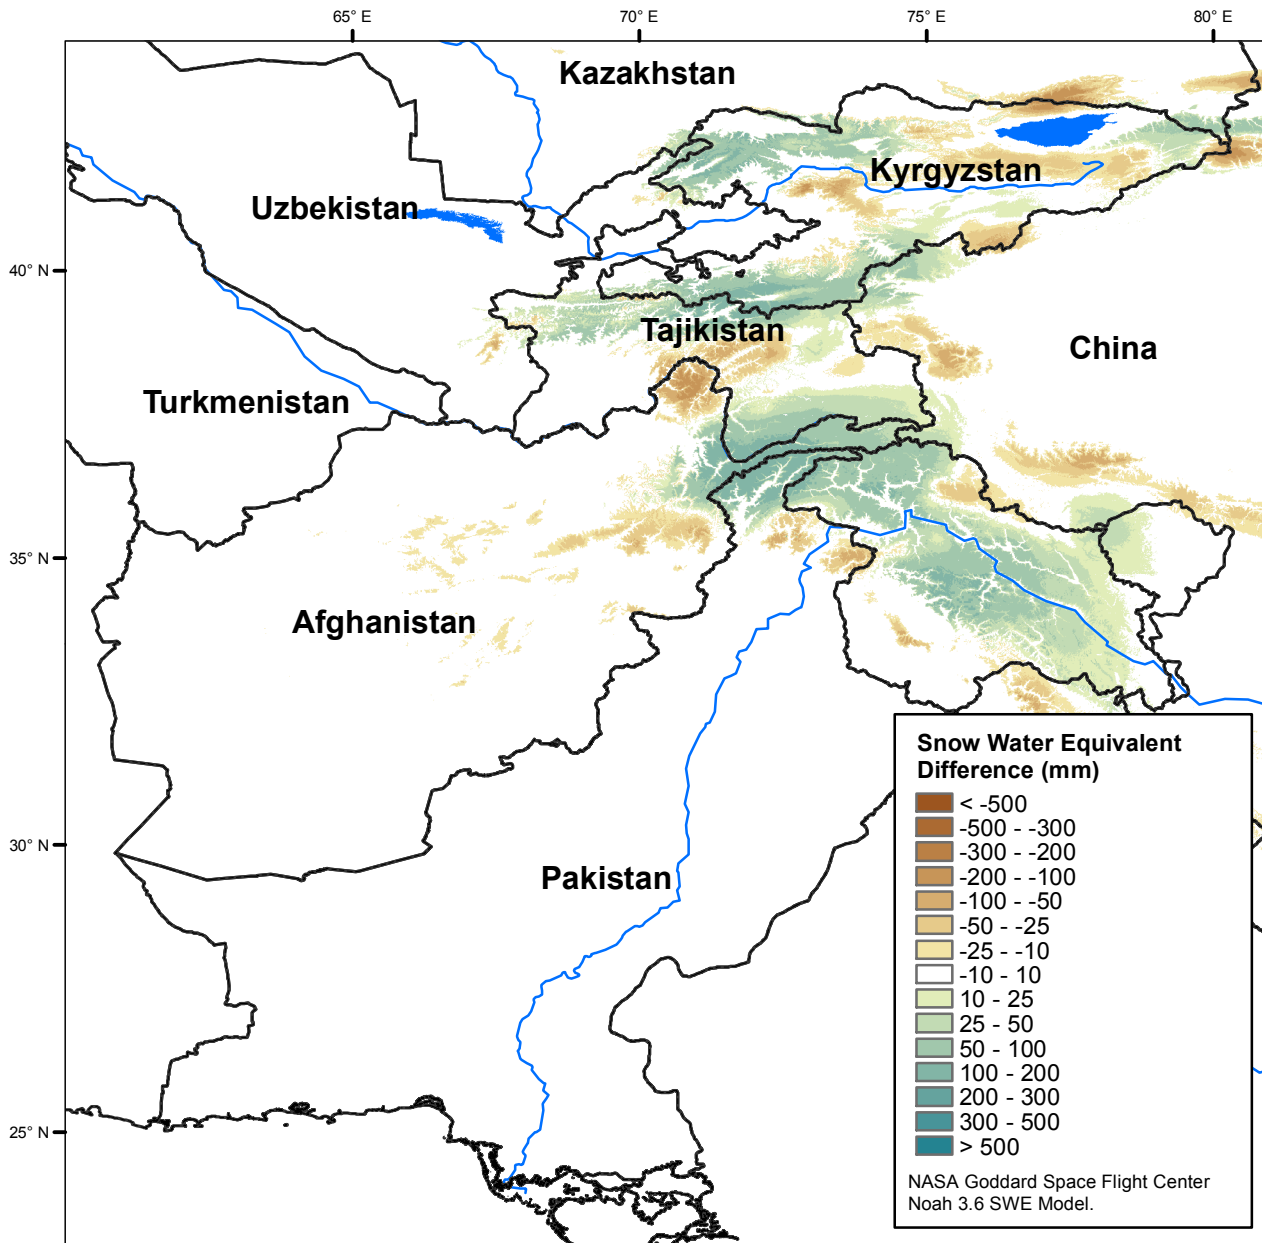 65° E
70° E
75° E
80° E
Kazakhstan
Kyrgyzstan
Uzbekistan
40° N
Tajikistan
China
Turkmenistan
35° N
Afghanistan
Snow Water Equivalent
Difference (mm)
< -500
-500 - -300
-300 - -200
-200 - -100
-100 - -50
-50 - -25
-25 - -10
-10 - 10
10 - 25
25 - 50
50 - 100
100 - 200
200 - 300
300 - 500
> 500
NASA Goddard Space Flight Center
Noah 3.6 SWE Model.
30° N
Pakistan
25° N